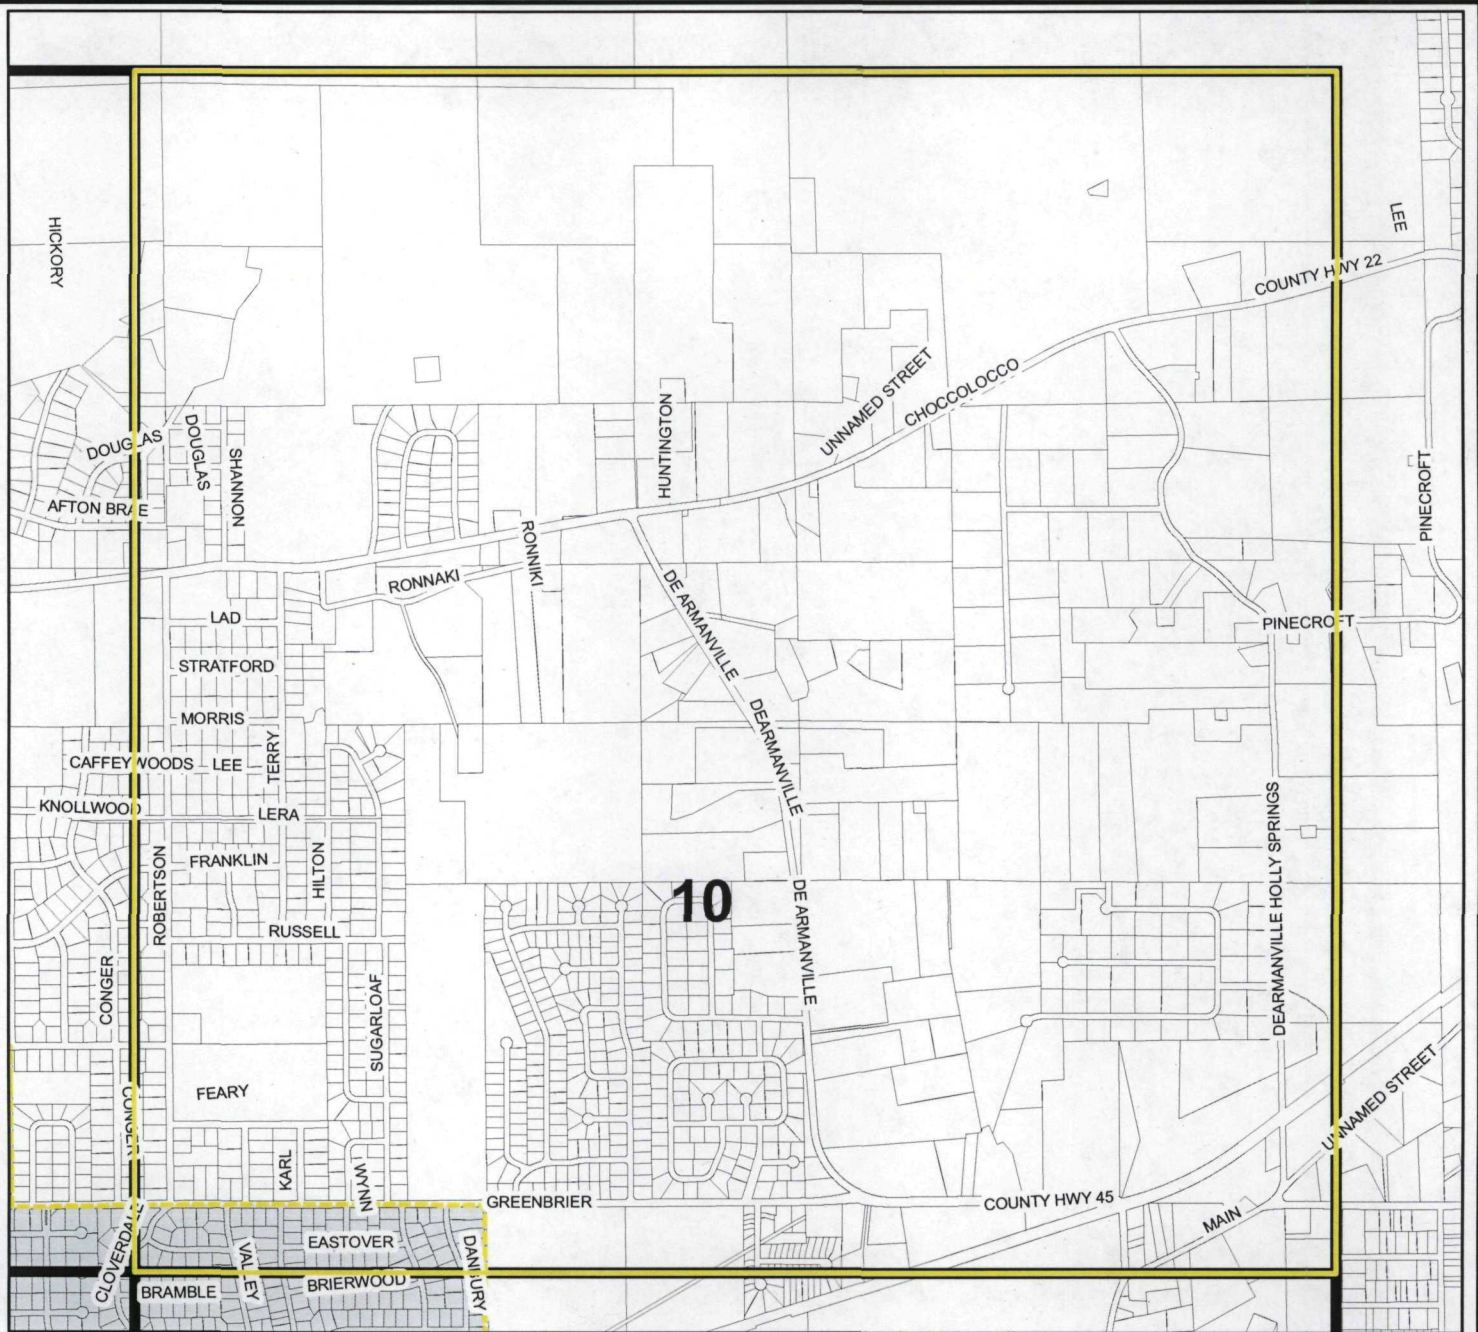 HICKORY
LEE
COUNTY HWY 22
UNNAMED STREET
CHOCCOLOCCO
HUNTINGTON
DOUGLAS
DOUGLAS
SHANNON
AFTON BRAE
PINECROFT
RONNIKI
RONNAKI
DE ARMANVILLE
LAD
PINECROFT
STRATFORD
MORRIS
DEARMANVILLE
TERRY
CAFFEYWOODS
LEE
KNOLLWOOD
LERA
DEARMANVILLE HOLLY SPRINGS
FRANKLIN
HILTON
ROBERTSON
10
DE ARMANVILLE
RUSSELL
CONGER
SUGARLOAF
FEARY
CONGER
UNNAMED STREET
KARL
WYNN
GREENBRIER
COUNTY HWY 45
MAIN
CLOVERDALE
EASTOVER
VALLEY
DANBURY
BRIERWOOD
BRAMBLE